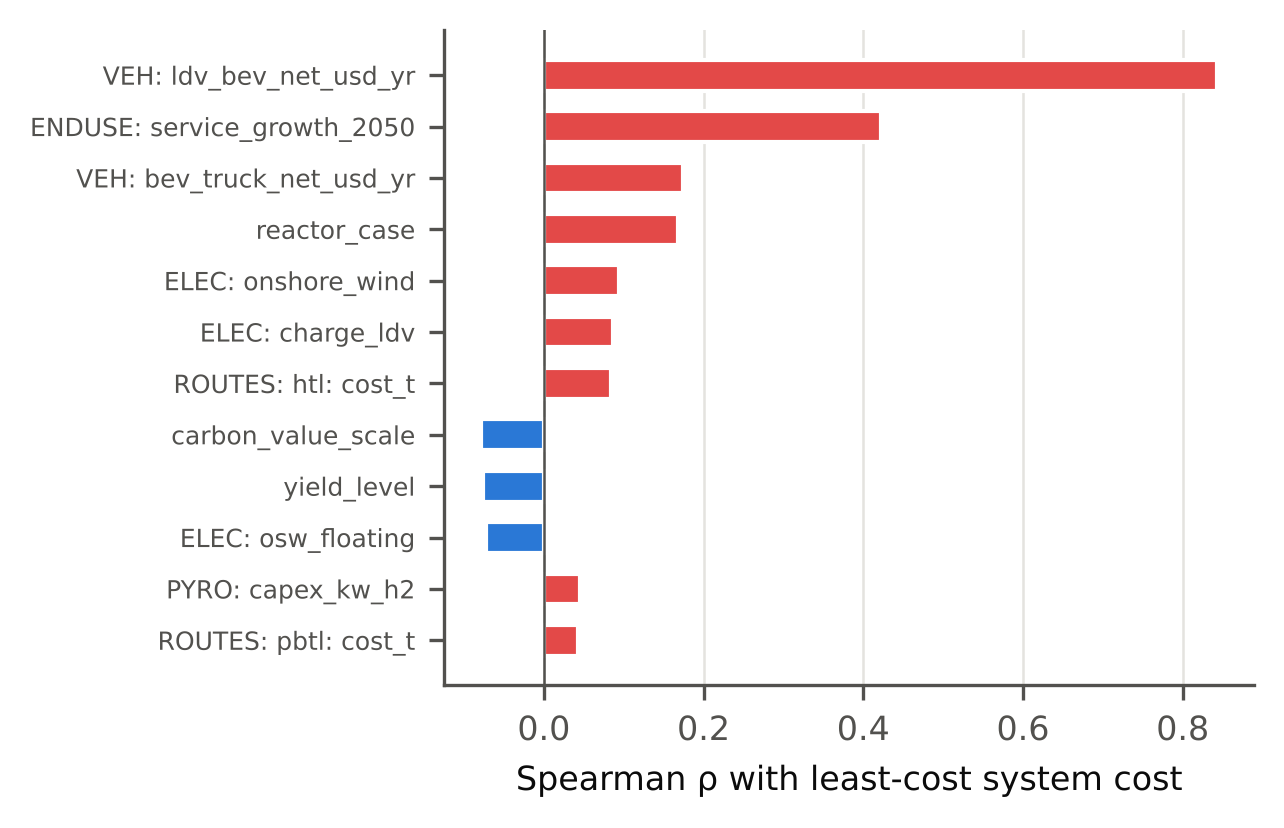 VEH: ldv_bev_net_usd_yr
ENDUSE: service_growth_2050
VEH: bev_truck_net_usd_yr
reactor_case
ELEC: onshore_wind
ELEC: charge_ldv
ROUTES: htl: cost_t
carbon_value_scale
yield_level
ELEC: osw_floating
PYRO: capex_kw_h2
ROUTES: pbtl: cost_t
0.0 0.2 0.4 0.6 0.8
Spearman ρ with least-cost system cost